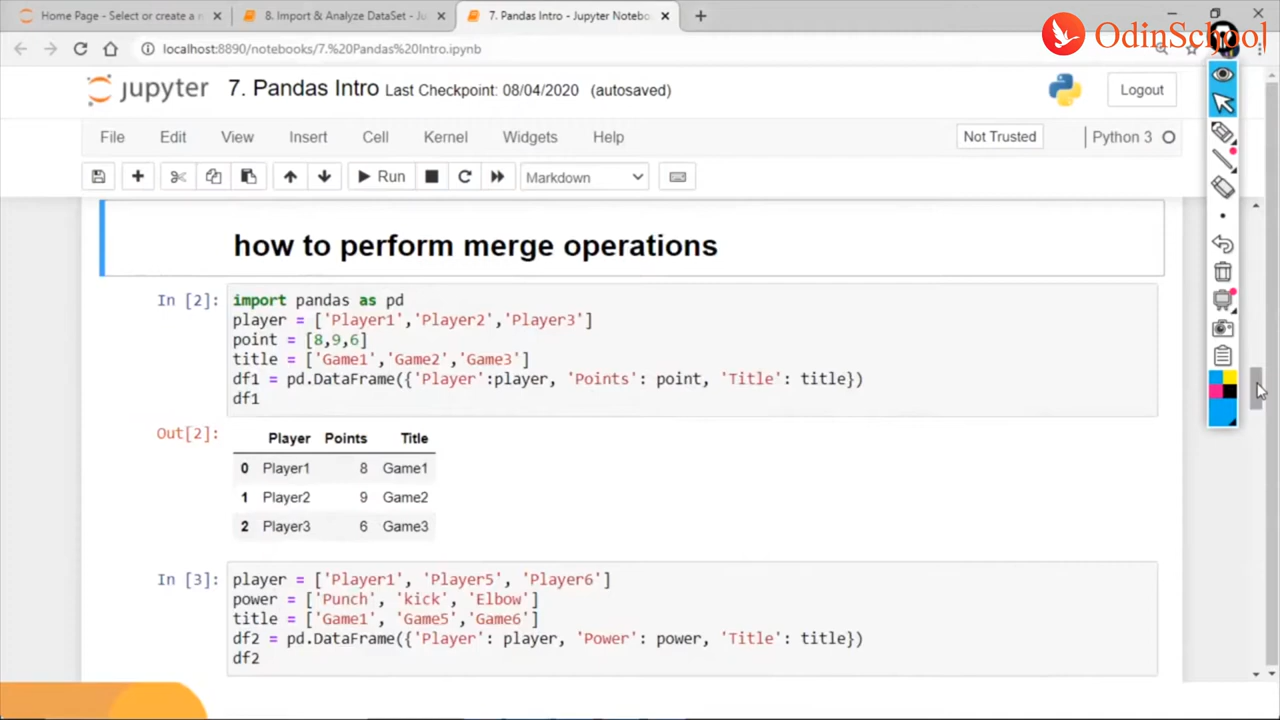 Home Page - Select or create a n
8. Import & Analyze DataSet - Ju
7. Pandas Intro - Jupyter Notebo
OdinSchool
localhost:8890/notebooks/7.%20Pandas%20Intro.ipynb
jupyter 7. Pandas Intro Last Checkpoint: 08/04/2020 (autosaved)
Logout
File Edit View Insert Cell Kernel Widgets Help
Not Trusted
Python 3
Run
Markdown
how to perform merge operations
In [2]: import pandas as pd
player = ['Player1','Player2','Player3']
point = [8,9,6]
title = ['Game1','Game2','Game3']
df1 = pd.DataFrame({'Player':player, 'Points': point, 'Title': title})
df1
Out[2]:
Player Points Title
0 Player1 8 Game1
1 Player2 9 Game2
2 Player3 6 Game3
In [3]: player = ['Player1', 'Player5', 'Player6']
power = ['Punch', 'kick', 'Elbow']
title = ['Game1', 'Game5','Game6']
df2 = pd.DataFrame({'Player': player, 'Power': power, 'Title': title})
df2